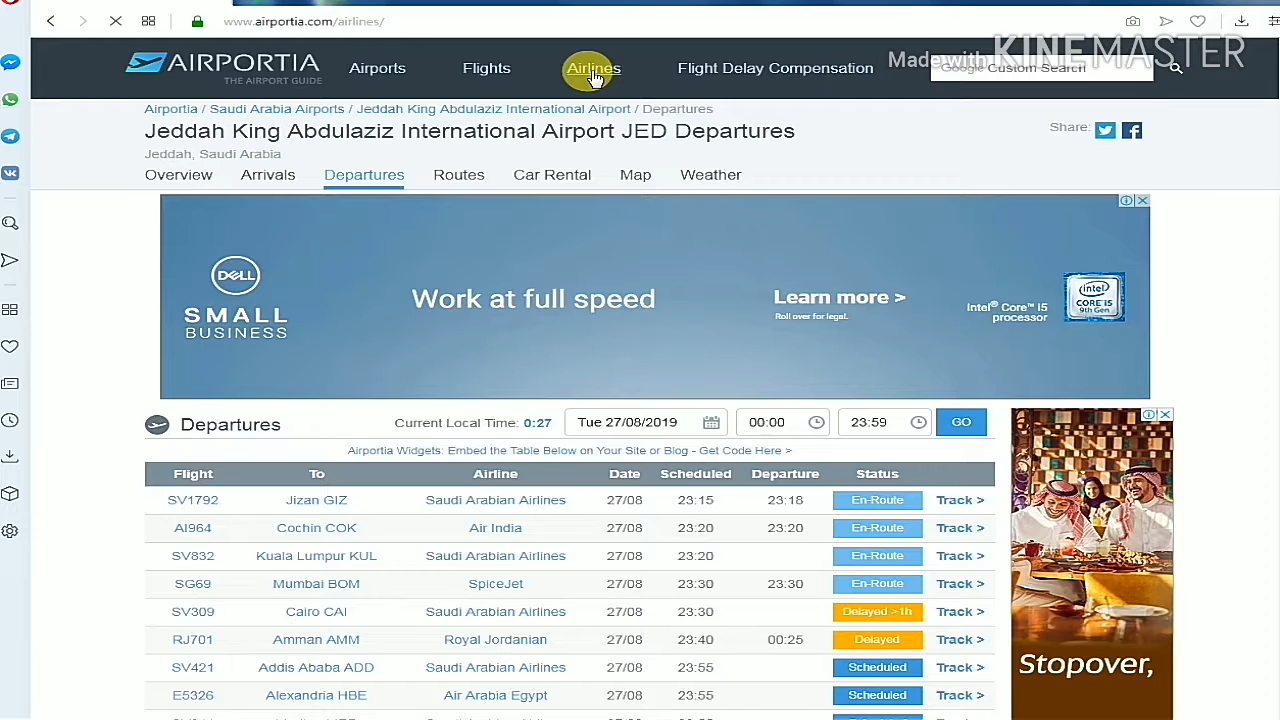 www.airportia.com/airlines/
AIRPORTIA
THE AIRPORT GUIDE
Airports Flights Airlines Flight Delay Compensation
Made with KINEMASTER
Google Custom Search
Airportia / Saudi Arabia Airports / Jeddah King Abdulaziz International Airport / Departures
Jeddah King Abdulaziz International Airport JED Departures
Share:
Jeddah, Saudi Arabia
Overview Arrivals Departures Routes Car Rental Map Weather
DELL
SMALL
BUSINESS
Work at full speed
Learn more >
Roll over for legal.
Intel® Core™ i5
processor
intel
CORE i5
9th Gen
Departures
Current Local Time: 0:27
Tue 27/08/2019 00:00 23:59 GO
Airportia Widgets: Embed the Table Below on Your Site or Blog - Get Code Here >
Flight To Airline Date Scheduled Departure Status
SV1792 Jizan GIZ Saudi Arabian Airlines 27/08 23:15 23:18 En-Route Track >
AI964 Cochin COK Air India 27/08 23:20 23:20 En-Route Track >
SV832 Kuala Lumpur KUL Saudi Arabian Airlines 27/08 23:20 En-Route Track >
SG69 Mumbai BOM SpiceJet 27/08 23:30 23:30 En-Route Track >
SV309 Cairo CAI Saudi Arabian Airlines 27/08 23:30 Delayed >1h Track >
RJ701 Amman AMM Royal Jordanian 27/08 23:40 00:25 Delayed Track >
SV421 Addis Ababa ADD Saudi Arabian Airlines 27/08 23:55 Scheduled Track >
E5326 Alexandria HBE Air Arabia Egypt 27/08 23:55 Scheduled Track >
Stopover,